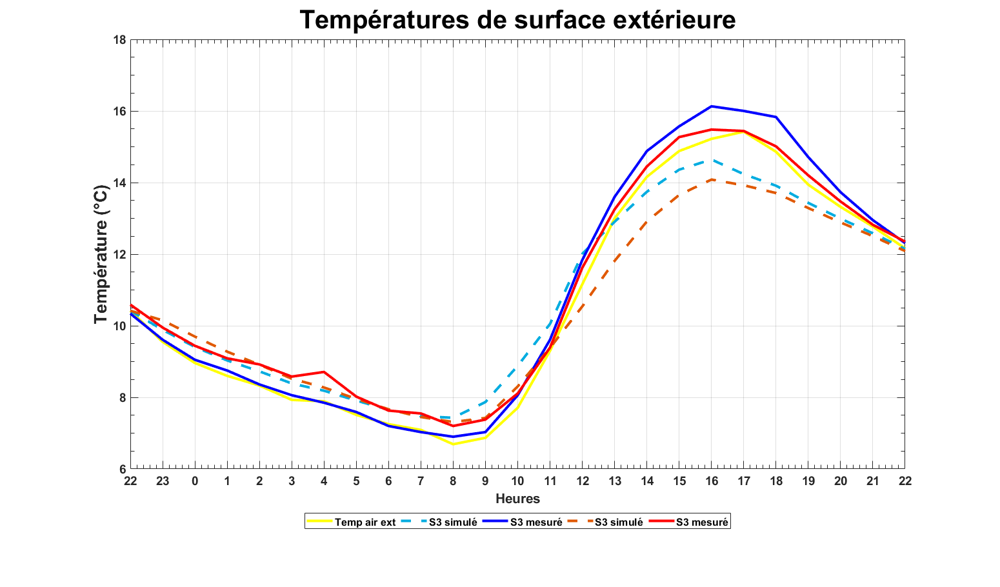 Températures de surface extérieure
18
16
14
12
10
8
6
Température (°C)
22 23 0 1 2 3 4 5 6 7 8 9 10 11 12 13 14 15 16 17 18 19 20 21 22
Heures
Temp air ext S3 simulé S3 mesuré S3 simulé S3 mesuré